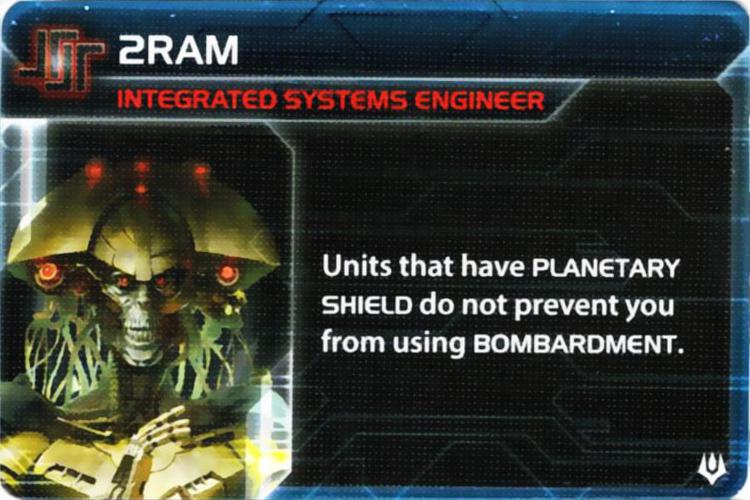 2RAM
INTEGRATED SYSTEMS ENGINEER
Units that have PLANETARY
SHIELD do not prevent you
from using BOMBARDMENT.